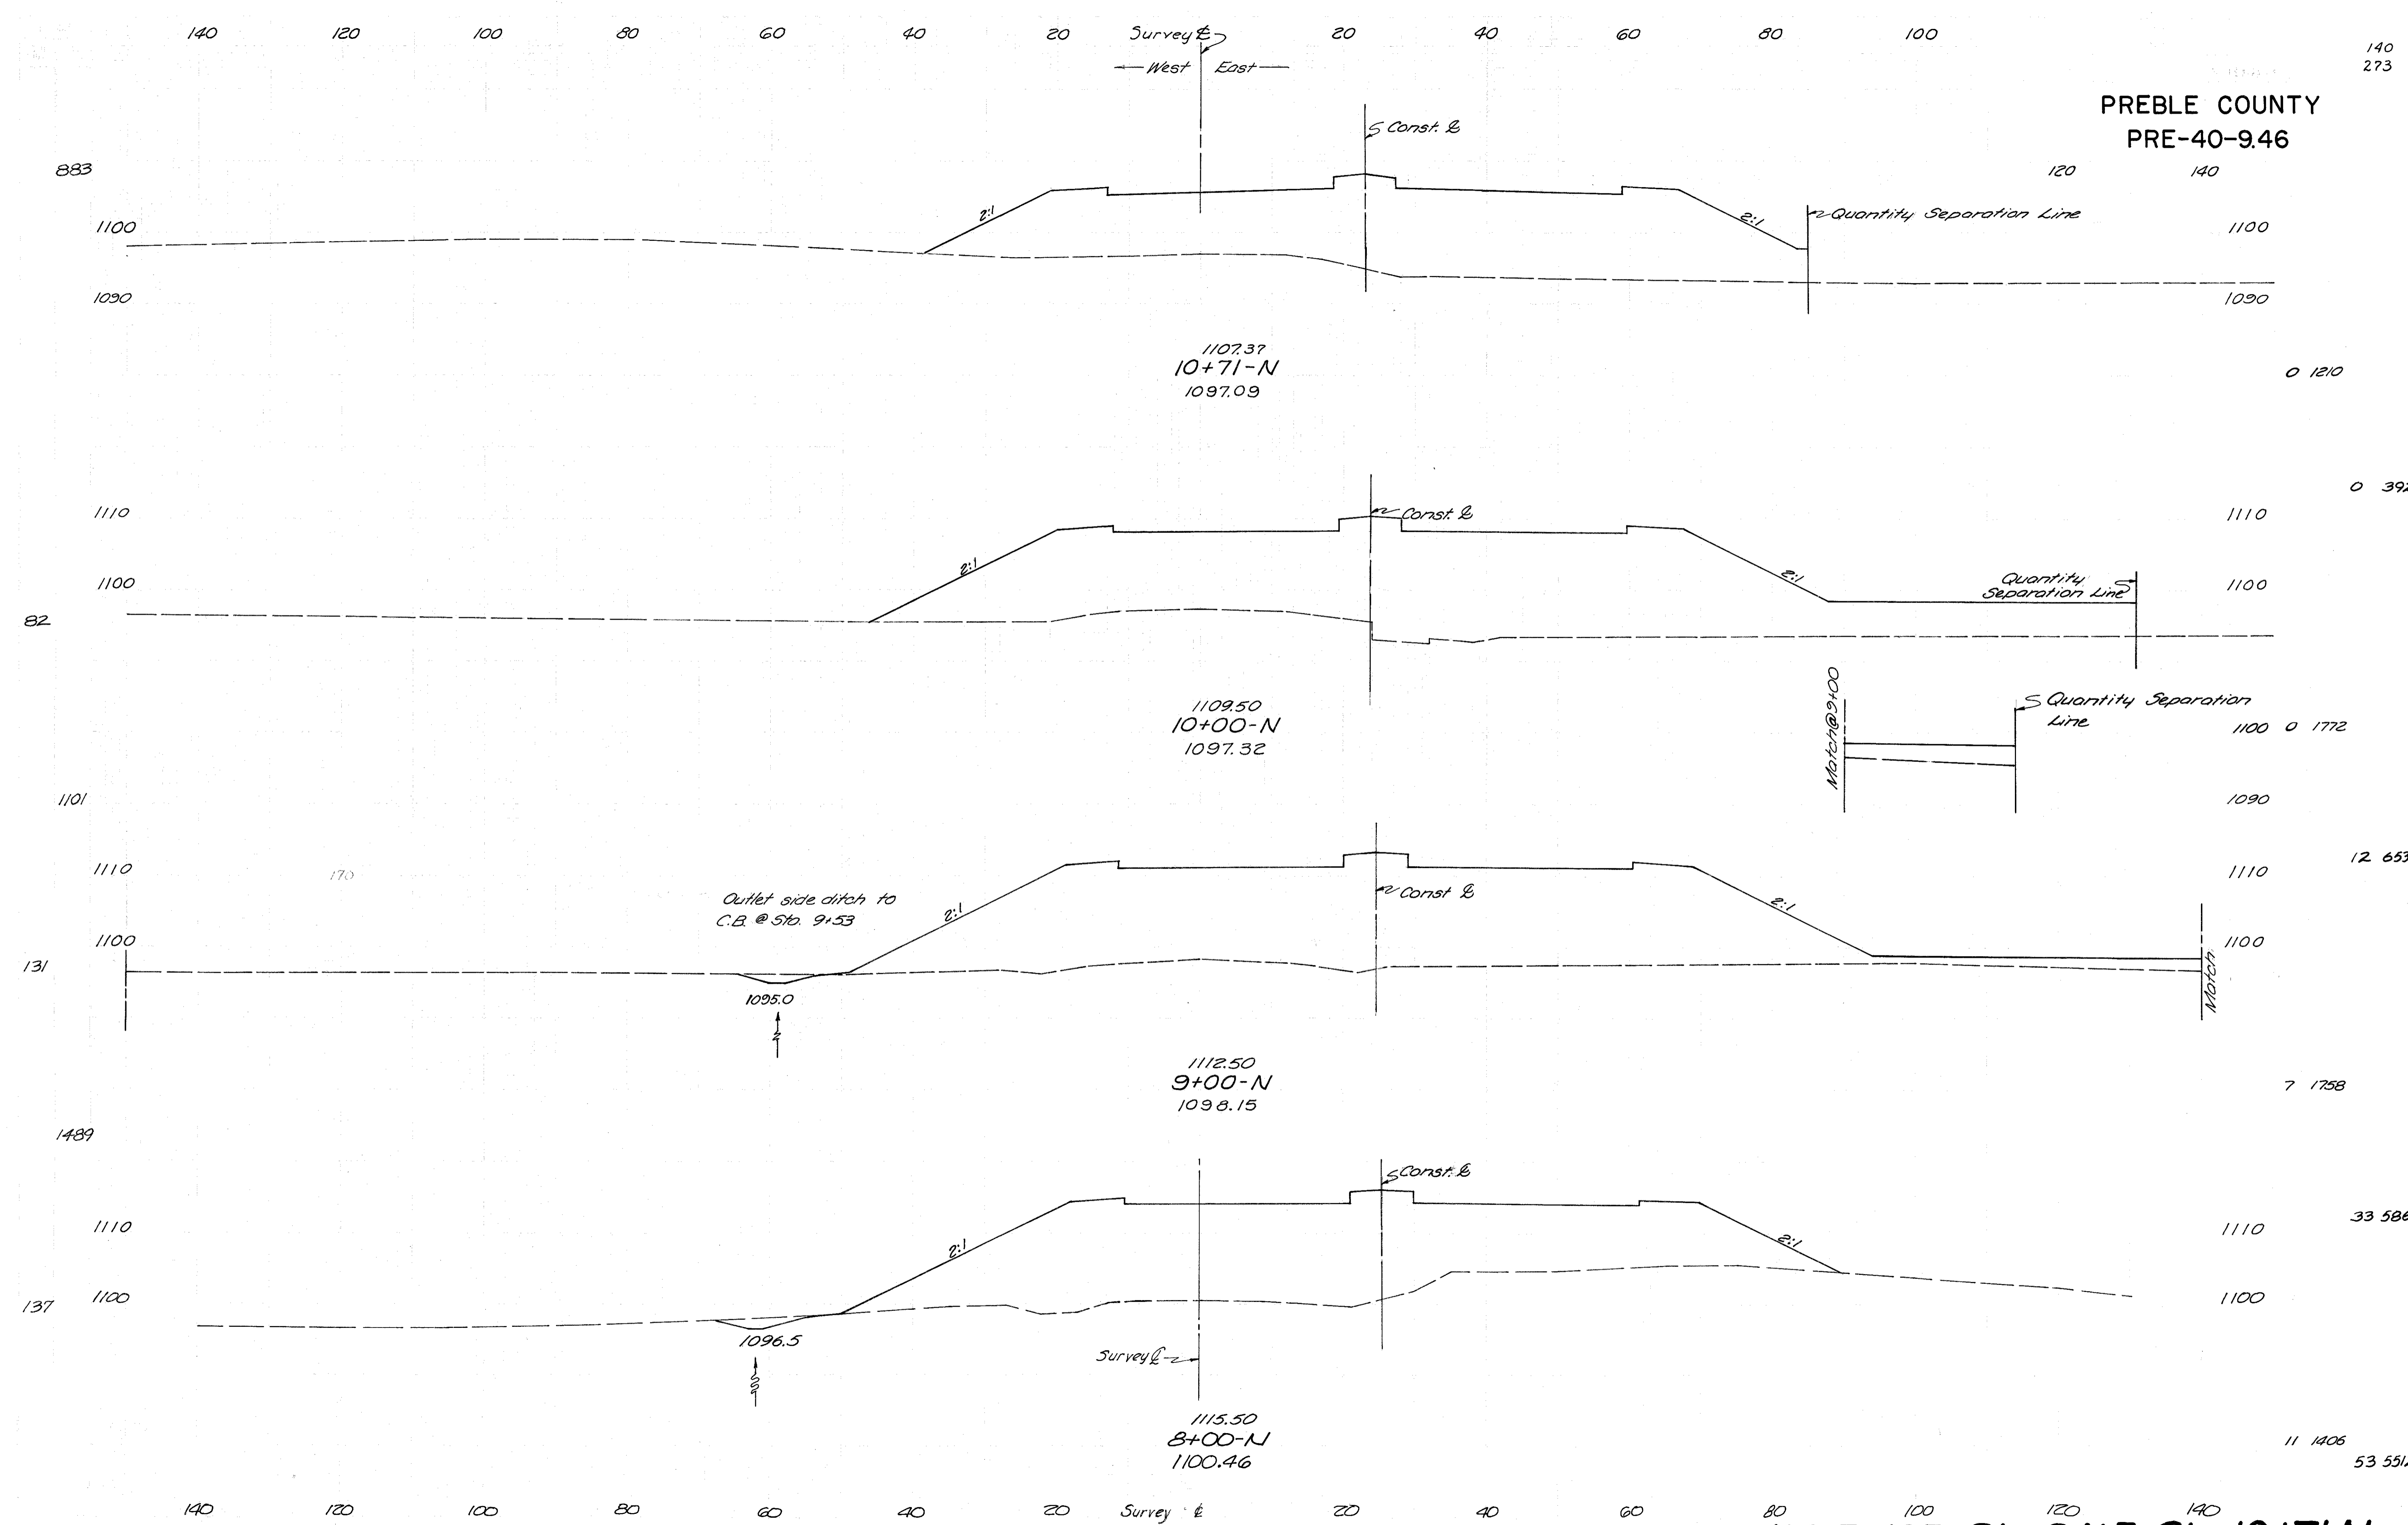 140 120 100 80 60 40 20 Survey ℄ 20 40 60 80 100
140
273
West East
PREBLE COUNTY
PRE-40-9.46
Const. ℄
883
120 140
2:1
2:1
Quantity Separation Line
1100
1100
1090
1090
1107.37
10+71-N
1097.09
0 1210
0 392
1110
Const. ℄
1110
1100
2:1
2:1
Quantity
Separation Line
1100
82
1109.50
10+00-N
1097.32
Match@9+00
Quantity Separation
Line
1100 0 1772
1101
1090
12 653
1110
170
1110
Outlet side ditch to
C.B. @ Sta. 9+53
2:1
Const ℄
2:1
1100
1100
131
1095.0
Match
1112.50
9+00-N
1098.15
7 1758
1489
Const. ℄
33 586
1110
2:1
2:1
1110
137 1100
1100
1096.5
Survey ℄
1115.50
8+00-N
1100.46
11 1406
140 120 100 80 60 40 20 Survey ℄ 20 40 60 80 100 120 140